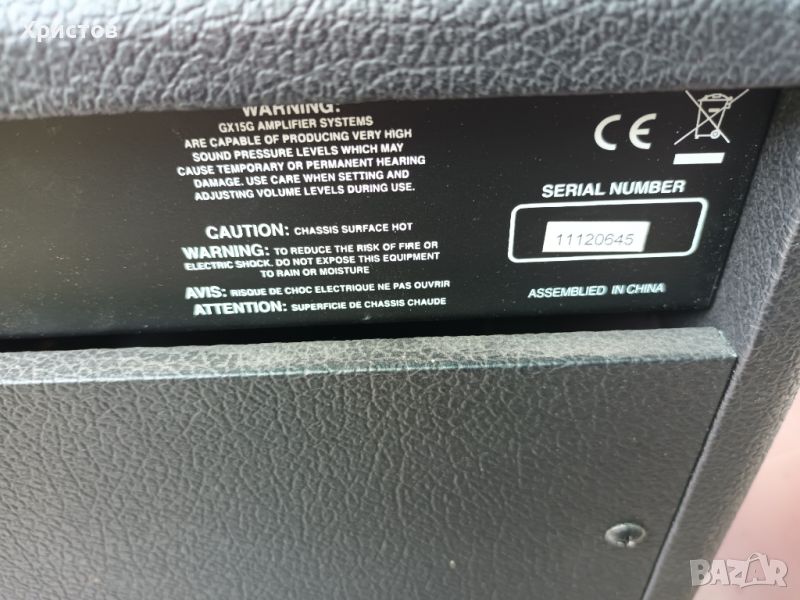 Христов
WARNING:
GX15G AMPLIFIER SYSTEMS
ARE CAPABLE OF PRODUCING VERY HIGH
SOUND PRESSURE LEVELS WHICH MAY
CAUSE TEMPORARY OR PERMANENT HEARING
DAMAGE. USE CARE WHEN SETTING AND
ADJUSTING VOLUME LEVELS DURING USE.
CAUTION: CHASSIS SURFACE HOT
WARNING: TO REDUCE THE RISK OF FIRE OR
ELECTRIC SHOCK. DO NOT EXPOSE THIS EQUIPMENT
TO RAIN OR MOISTURE
AVIS: RISQUE DE CHOC ELECTRIQUE NE PAS OUVRIR
ATTENTION: SUPERFICIE DE CHASSIS CHAUDE
CE
SERIAL NUMBER
11120645
ASSEMBLIED IN CHINA
BAZAR